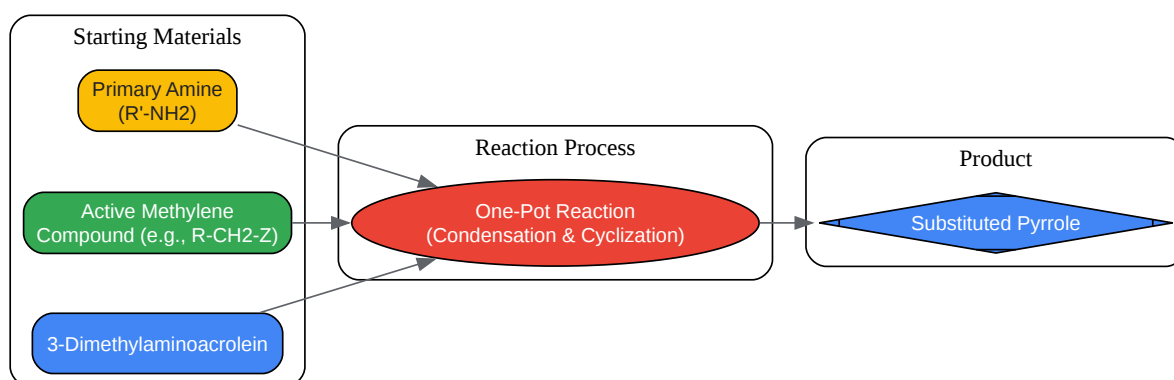 Starting Materials
Primary Amine
(R'-NH2)
Active Methylene
Compound (e.g., R-CH2-Z)
3-Dimethylaminoacrolein
Reaction Process
One-Pot Reaction
(Condensation & Cyclization)
Product
Substituted Pyrrole